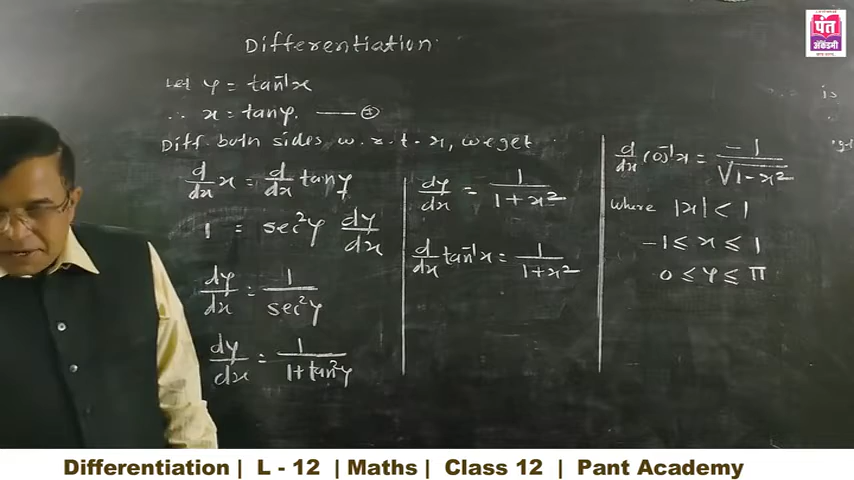 Differentiation
Let y = tan⁻¹x
∴ x = tan y. —— ②
Diff. both sides w.r.t. x, we get
d/dx x = d/dx tan y
1 = sec²y dy/dx
dy/dx = 1/sec²y
dy/dx = 1/(1+tan²y)
dy/dx = 1/(1+x²)
d/dx tan⁻¹x = 1/(1+x²)
d/dx cos⁻¹x = -1/√(1-x²)
where |x| < 1
-1 ≤ x ≤ 1
0 ≤ y ≤ π
is
पंत
अॅकॅडमी
Differentiation | L - 12 | Maths | Class 12 | Pant Academy